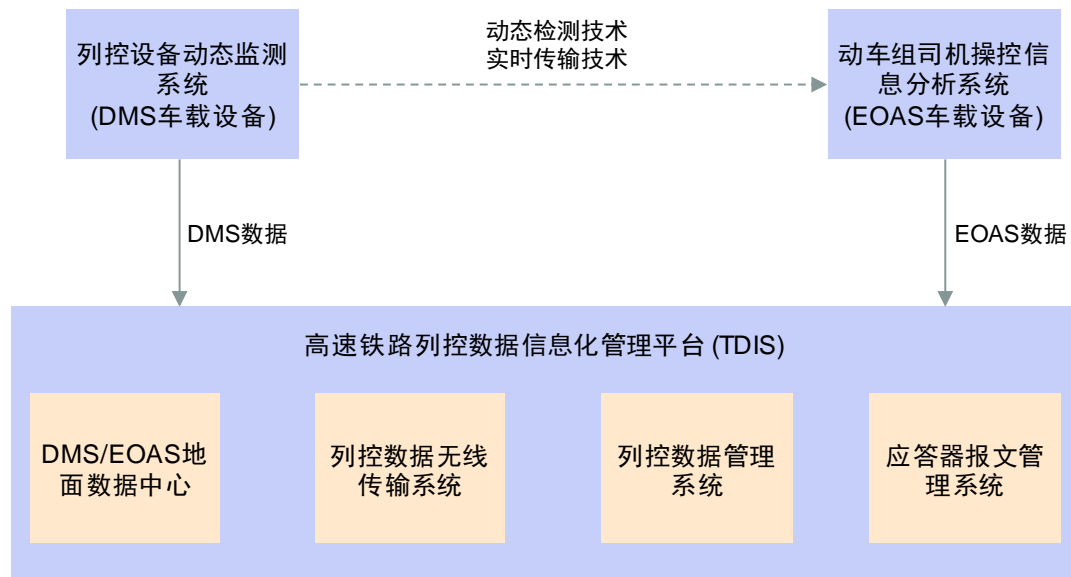 列控设备动态监测
系统
(DMS车载设备)
动态检测技术
实时传输技术
动车组司机操控信
息分析系统
(EOAS车载设备)
DMS数据
EOAS数据
高速铁路列控数据信息化管理平台 (TDIS)
DMS/EOAS地
面数据中心
列控数据无线
传输系统
列控数据管理
系统
应答器报文管
理系统